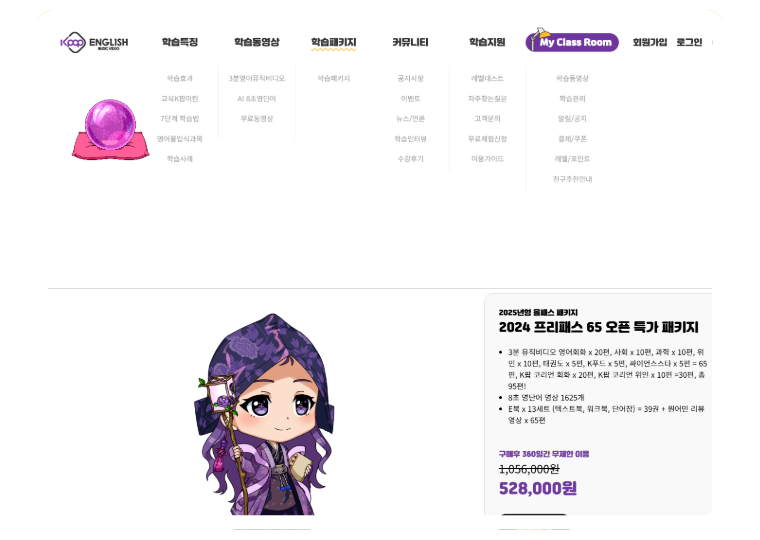 Kpop ENGLISH
MUSIC VIDEO
학습특징
학습동영상
학습패키지
커뮤니티
학습지원
My Class Room
회원가입
로그인
학습효과
교육K팝이란
7단계 학습법
영어몰입식과목
학습사례
3분영어뮤직비디오
AI 8초영단어
무료동영상
학습패키지
공지사항
이벤트
뉴스/언론
학습인터뷰
수강후기
레벨테스트
자주찾는질문
고객문의
무료체험신청
이용가이드
학습동영상
학습관리
알림/공지
결제/쿠폰
레벨/포인트
친구추천안내
2025년형 올패스 패키지
2024 프리패스 65 오픈 특가 패키지
3분 뮤직비디오 영어회화 x 20편, 사회 x 10편, 과학 x 10편, 위
인 x 10편, 태권도 x 5편, K푸드 x 5편, 싸이언스스타 x 5편 = 65
편, K팝 코리언 회화 x 20편, K팝 코리언 위인 x 10편 =30편, 총
95편!
8초 영단어 영상 1625개
E북 x 13세트 (텍스트북, 워크북, 단어장) = 39권 + 원어민 리뷰
영상 x 65편
구매후 360일간 무제한 이용
1,056,000원
528,000원